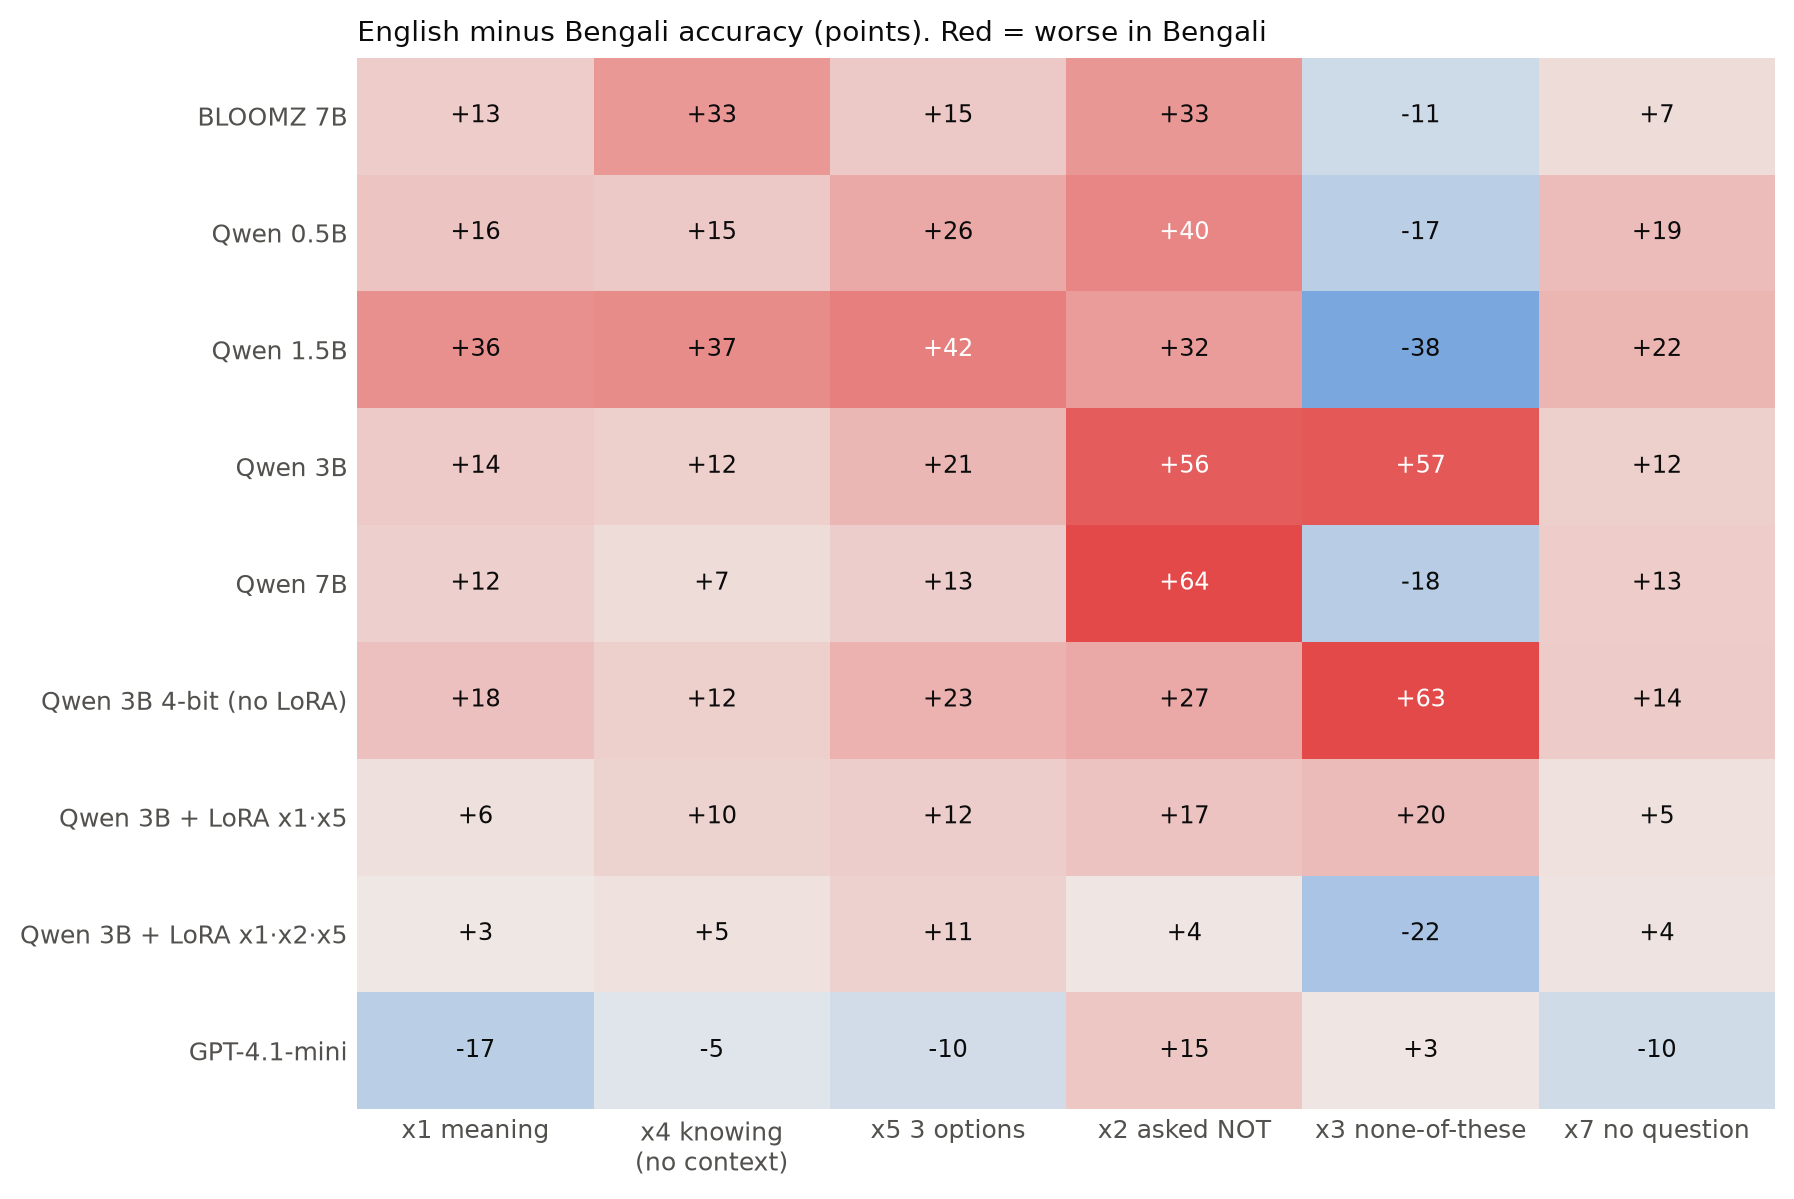 English minus Bengali accuracy (points). Red = worse in Bengali
BLOOMZ 7B +13 +33 +15 +33 -11 +7
Qwen 0.5B +16 +15 +26 +40 -17 +19
Qwen 1.5B +36 +37 +42 +32 -38 +22
Qwen 3B +14 +12 +21 +56 +57 +12
Qwen 7B +12 +7 +13 +64 -18 +13
Qwen 3B 4-bit (no LoRA) +18 +12 +23 +27 +63 +14
Qwen 3B + LoRA x1·x5 +6 +10 +12 +17 +20 +5
Qwen 3B + LoRA x1·x2·x5 +3 +5 +11 +4 -22 +4
GPT-4.1-mini -17 -5 -10 +15 +3 -10
x1 meaning x4 knowing x5 3 options x2 asked NOT x3 none-of-these x7 no question
(no context)